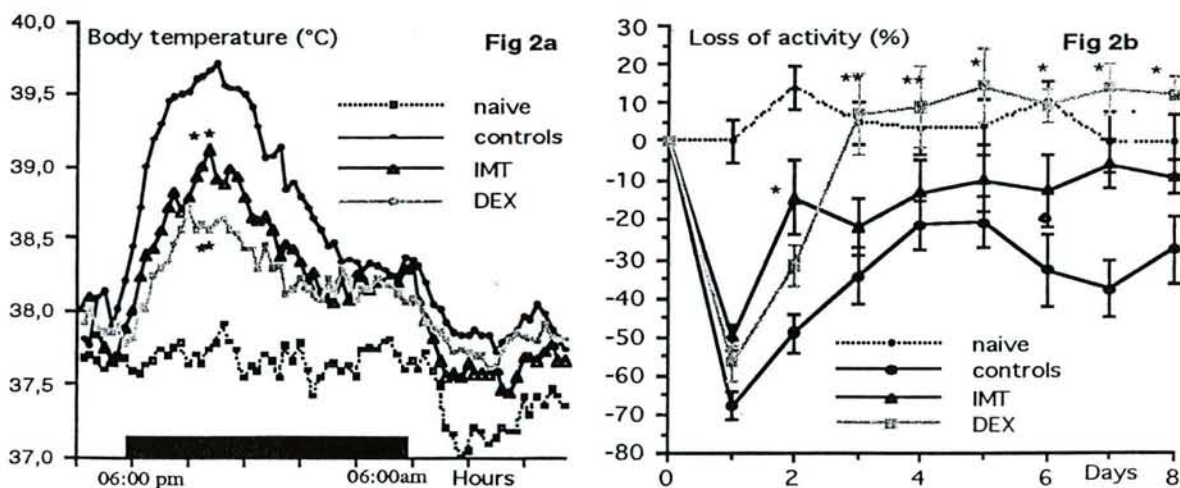 Body temperature (°C)
Fig 2a
40,0
39,5
39,0
38,5
38,0
37,5
37,0
naive
controls
IMT
DEX
**
**
06:00 pm
06:00am
Hours
Loss of activity (%)
Fig 2b
30
20
10
0
-10
-20
-30
-40
-50
-60
-70
-80
*
**
**
*
*
*
*
naive
controls
IMT
DEX
0
2
4
6
Days
8